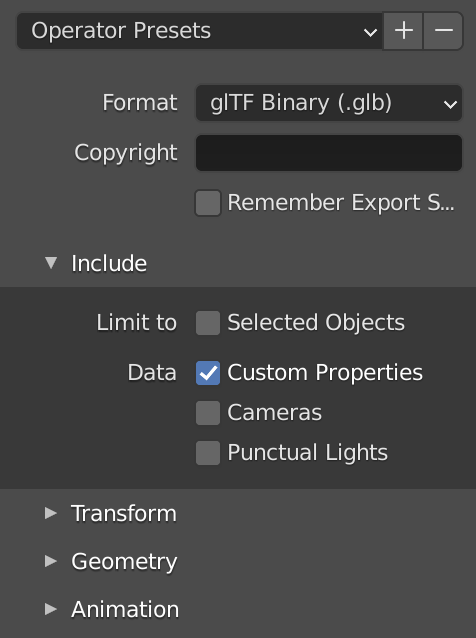 Operator Presets
Format glTF Binary (.glb)
Copyright
Remember Export S...
Include
Limit to Selected Objects
Data Custom Properties
Cameras
Punctual Lights
Transform
Geometry
Animation